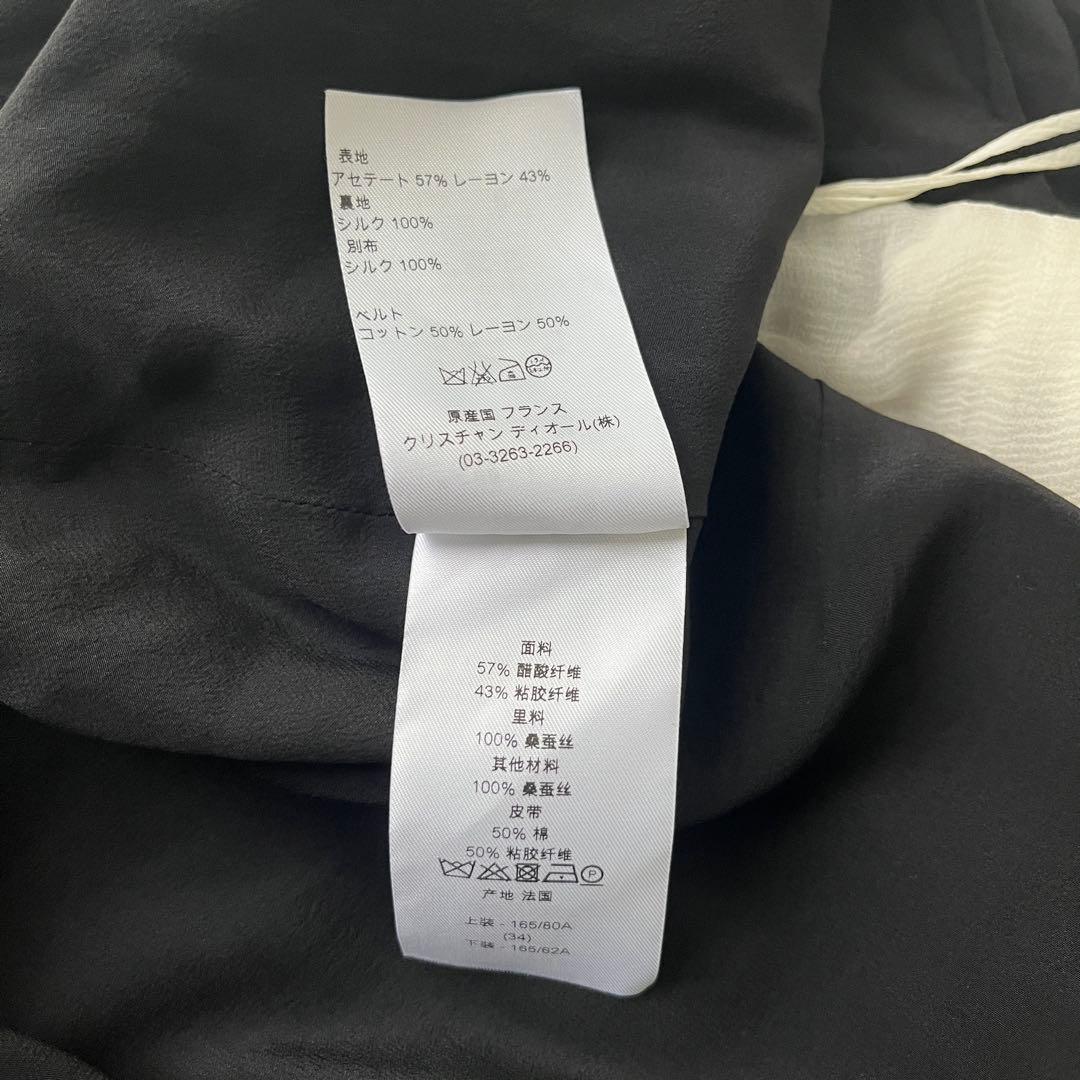 表地
アセテート 57% レーヨン 43%
裏地
シルク 100%
別布
シルク 100%
ベルト
コットン 50% レーヨン 50%
原産国 フランス
クリスチャン ディオール(株)
(03-3263-2266)
面料
57% 醋酸纤维
43% 粘胶纤维
里料
100% 桑蚕丝
其他材料
100% 桑蚕丝
皮带
50% 棉
50% 粘胶纤维
P
产地 法国
上装 - 165/80A
(34)
下装 - 165/62A